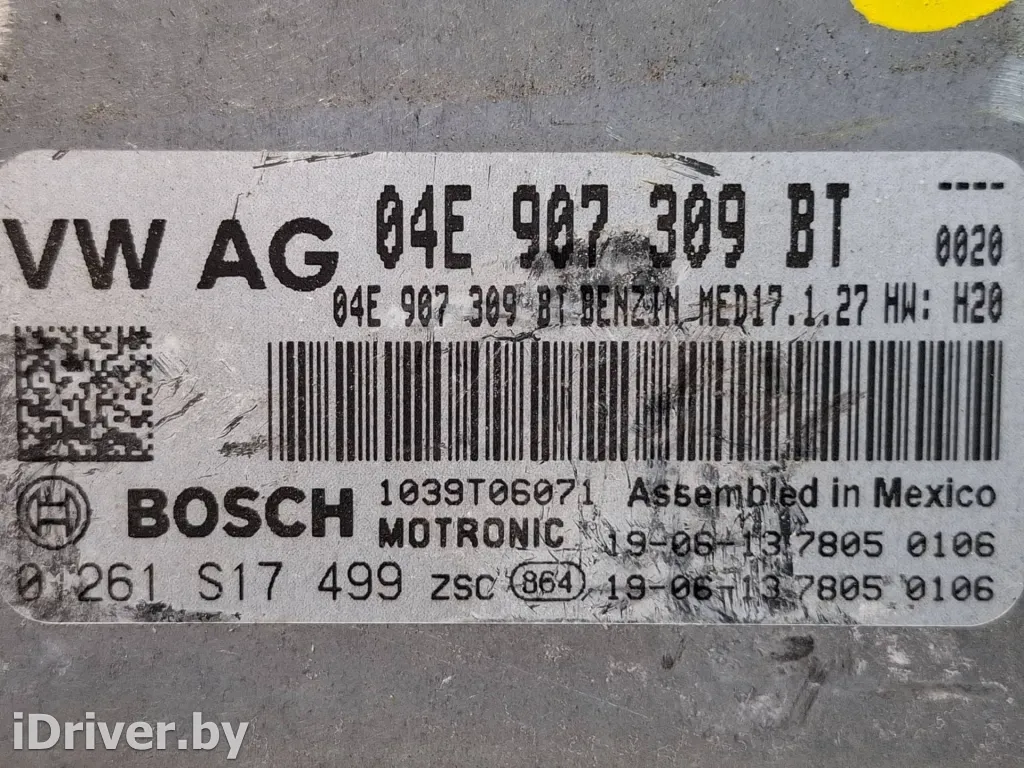 VW AG 04E 907 309 BT ----
0020
04E 907 309 BT BENZIN MED17.1.27 HW: H20
BOSCH 1039T06071 Assembled in Mexico
MOTRONIC 19-06-13 7805 0106
0 261 S17 499 ZSC 864 19-06-13 7805 0106
iDriver.by